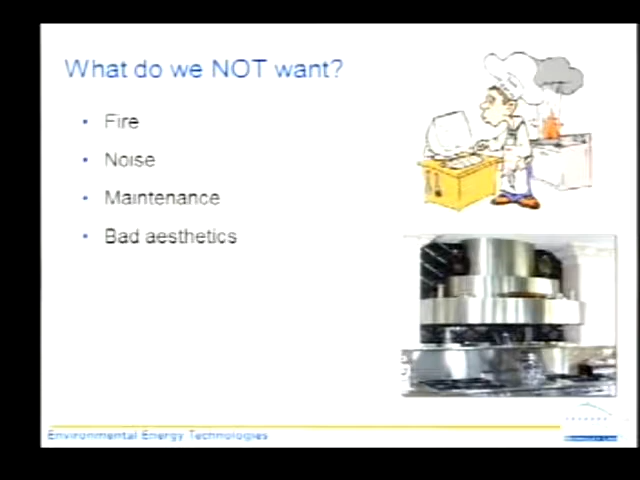 What do we NOT want?
• Fire
• Noise
• Maintenance
• Bad aesthetics
Environmental Energy Technologies